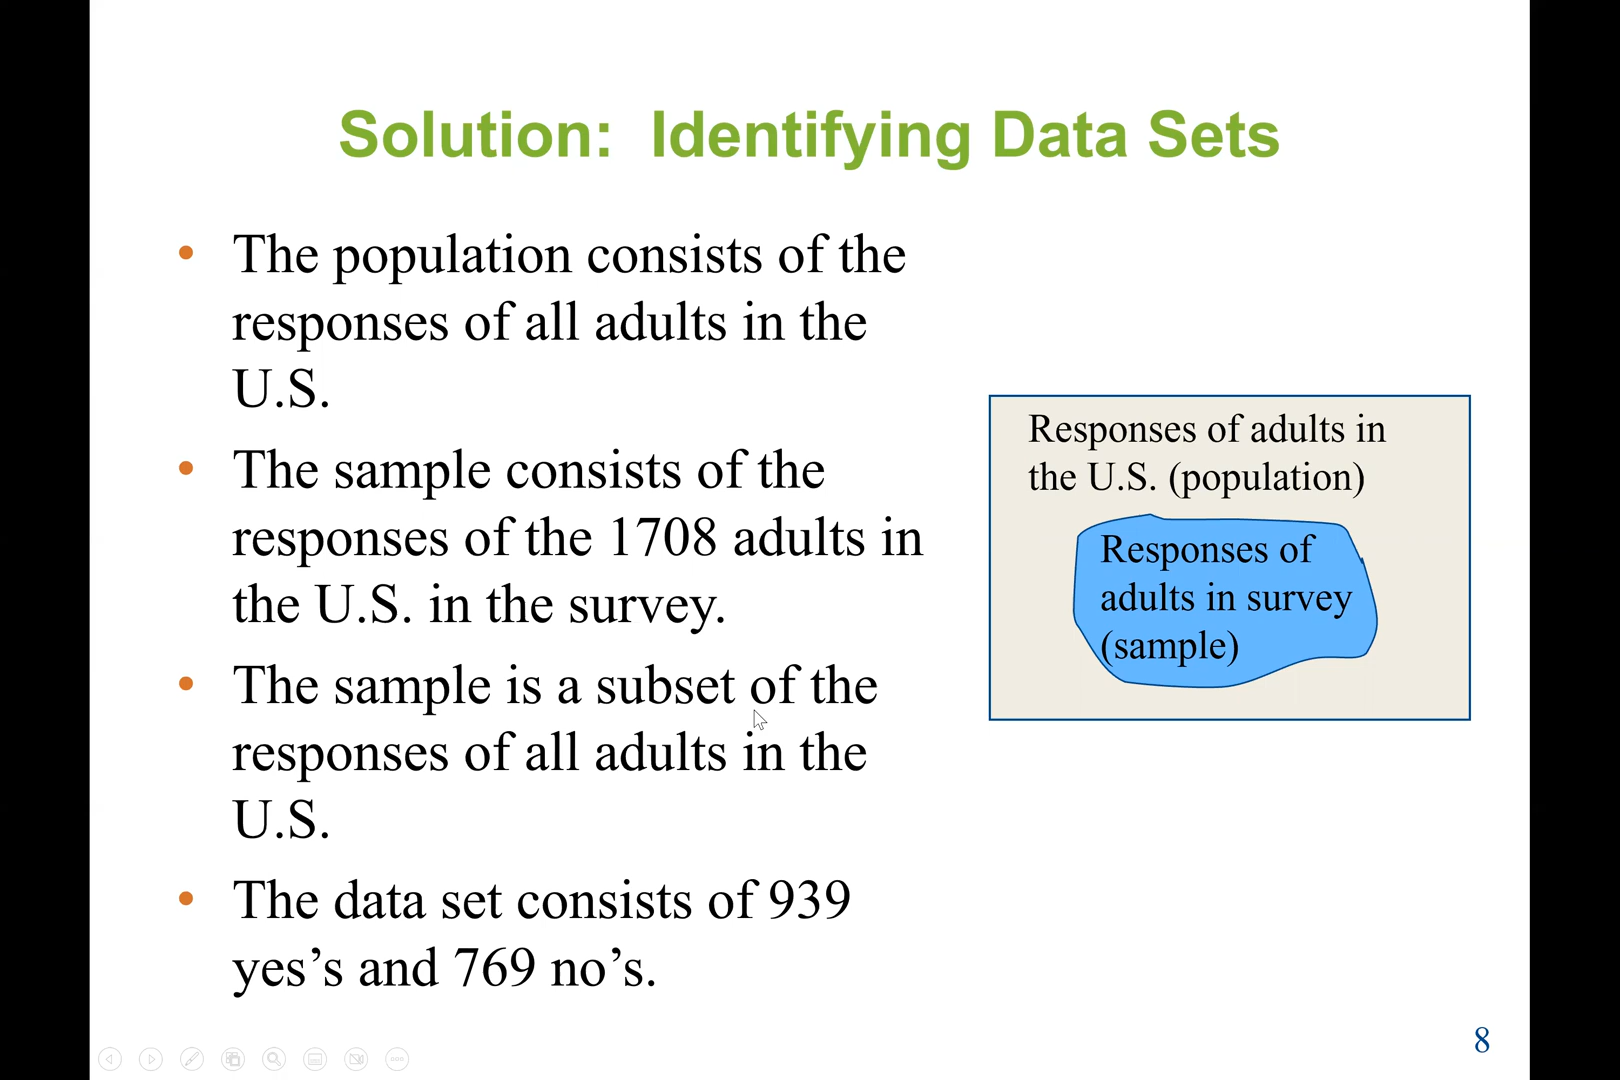 Solution:  Identifying Data Sets
• The population consists of the
responses of all adults in the
U.S.
• The sample consists of the
responses of the 1708 adults in
the U.S. in the survey.
• The sample is a subset of the
responses of all adults in the
U.S.
• The data set consists of 939
yes’s and 769 no’s.
Responses of adults in
the U.S. (population)
Responses of
adults in survey
(sample)
8